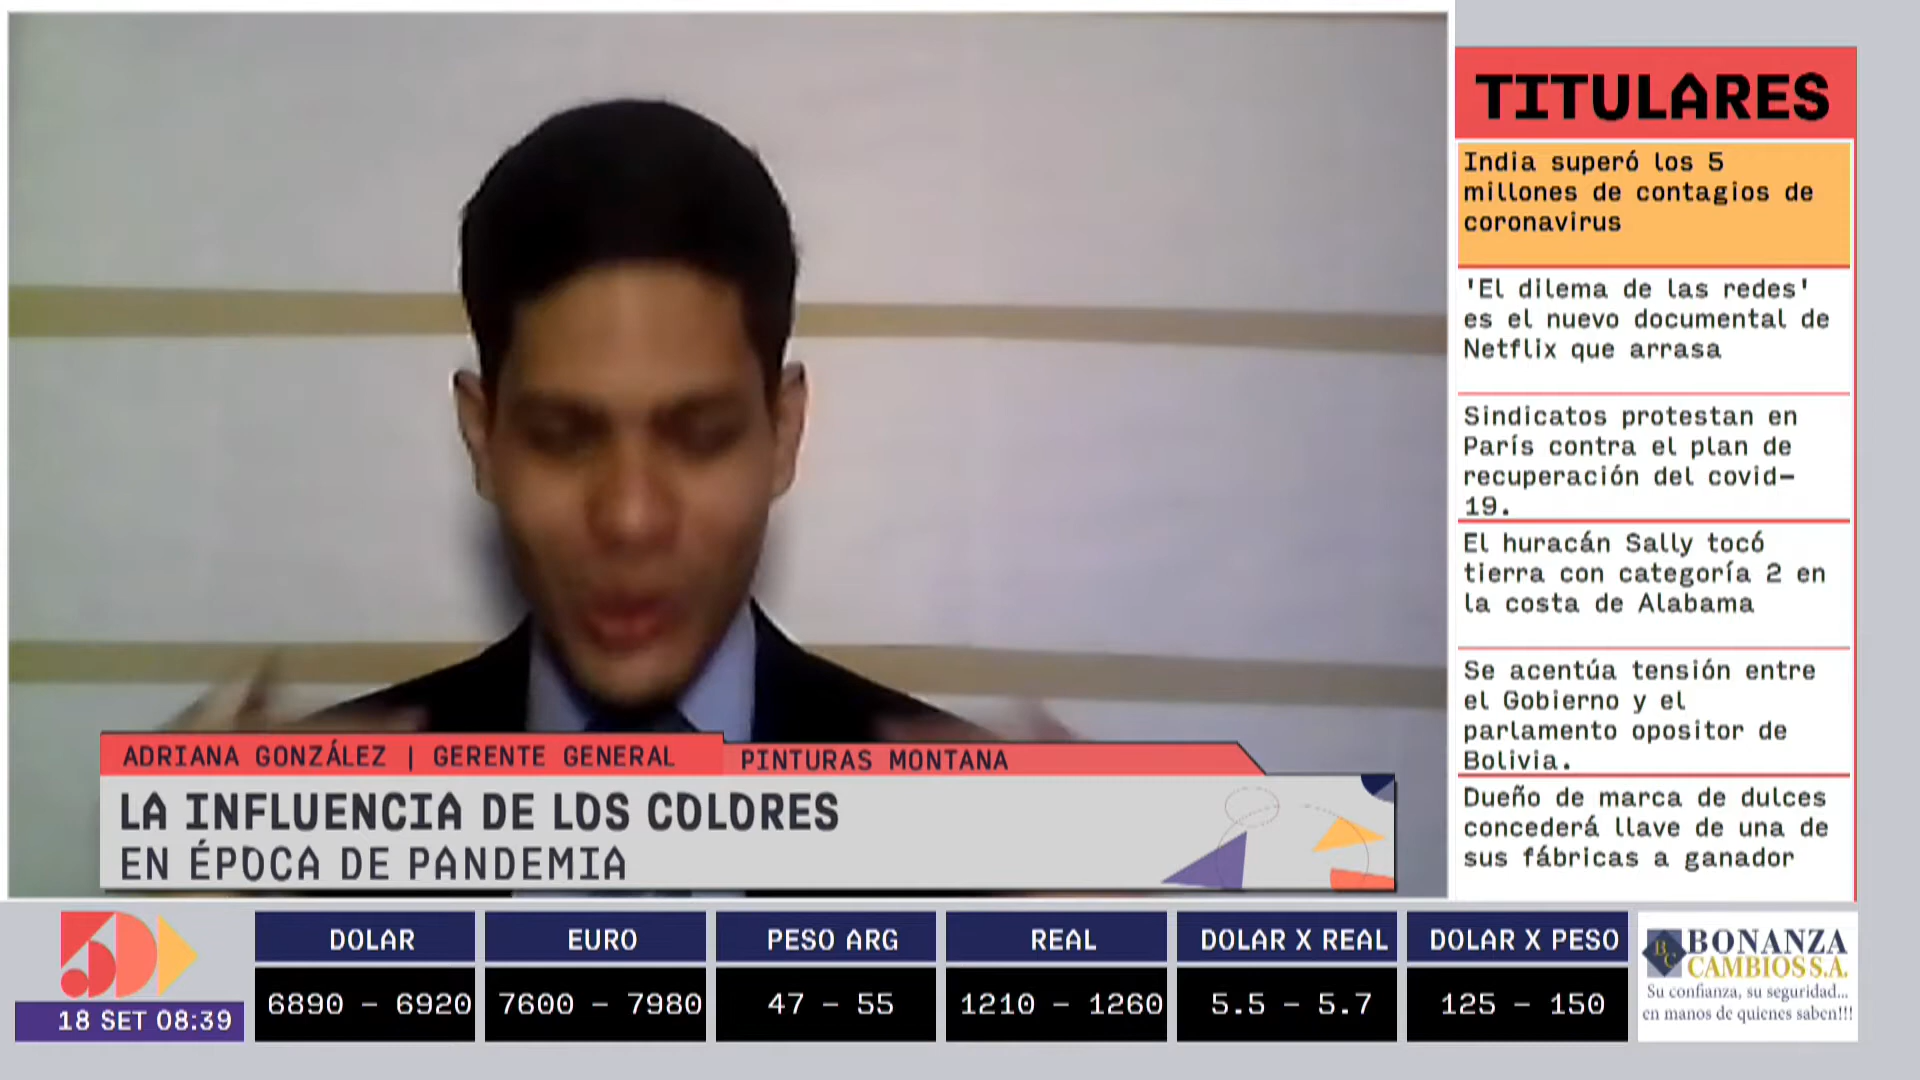 TITULARES
India superó los 5
millones de contagios de
coronavirus
'El dilema de las redes'
es el nuevo documental de
Netflix que arrasa
Sindicatos protestan en
París contra el plan de
recuperación del covid-
19.
El huracán Sally tocó
tierra con categoría 2 en
la costa de Alabama
Se acentúa tensión entre
el Gobierno y el
parlamento opositor de
Bolivia.
Dueño de marca de dulces
concederá llave de una de
sus fábricas a ganador
ADRIANA GONZÁLEZ | GERENTE GENERAL PINTURAS MONTANA
LA INFLUENCIA DE LOS COLORES
EN ÉPOCA DE PANDEMIA
5D
18 SET 08:39
DOLAR EURO PESO ARG REAL DOLAR X REAL DOLAR X PESO
6890 - 6920 7600 - 7980 47 - 55 1210 - 1260 5.5 - 5.7 125 - 150
BC BONANZA
CAMBIOS S.A.
Su confianza, su seguridad...
en manos de quienes saben!!!